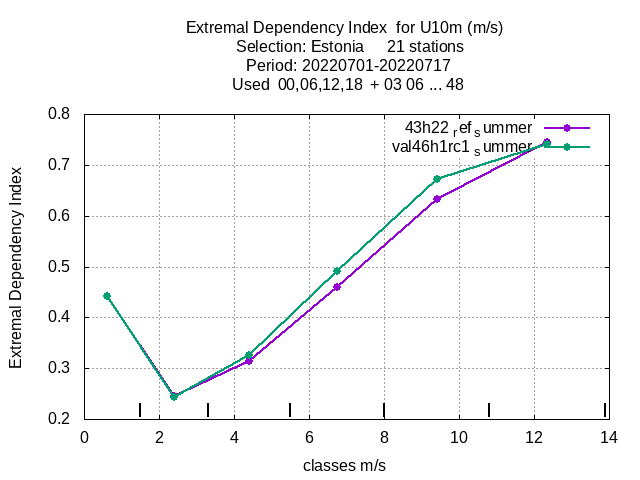 Extremal Dependency Index  for U10m (m/s)
Selection: Estonia     21 stations
Period: 20220701-20220717
Used  00,06,12,18  + 03 06 ... 48
43h22 ref summer
val46h1rc1 summer
0.8
0.7
0.6
0.5
0.4
0.3
0.2
Extremal Dependency Index
0 2 4 6 8 10 12 14
classes m/s